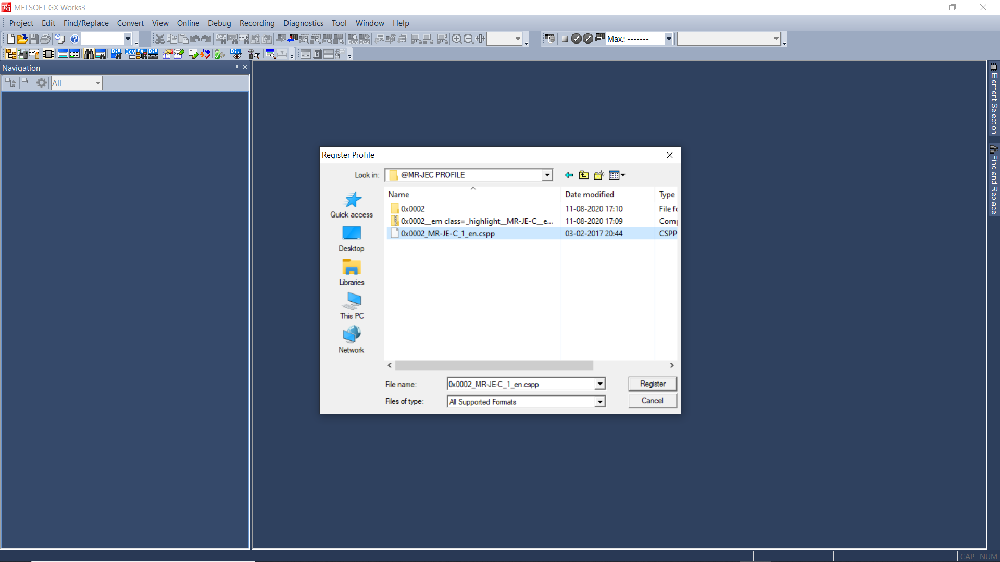 MELSOFT GX Works3
Project Edit Find/Replace Convert View Online Debug Recording Diagnostics Tool Window Help
Max.: -------
Navigation
All
Element Selection
Find and Replace
Register Profile
Look in: @MR-JEC PROFILE
Name Date modified Type
0x0002 11-08-2020 17:10 File fo
0x0002__em class=_highlight__MR-JE-C__e... 11-08-2020 17:09 Comp
0x0002_MR-JE-C_1_en.cspp 03-02-2017 20:44 CSPP
Quick access
Desktop
Libraries
This PC
Network
File name: 0x0002_MR-JE-C_1_en.cspp Register
Files of type: All Supported Formats Cancel
CAP NUM